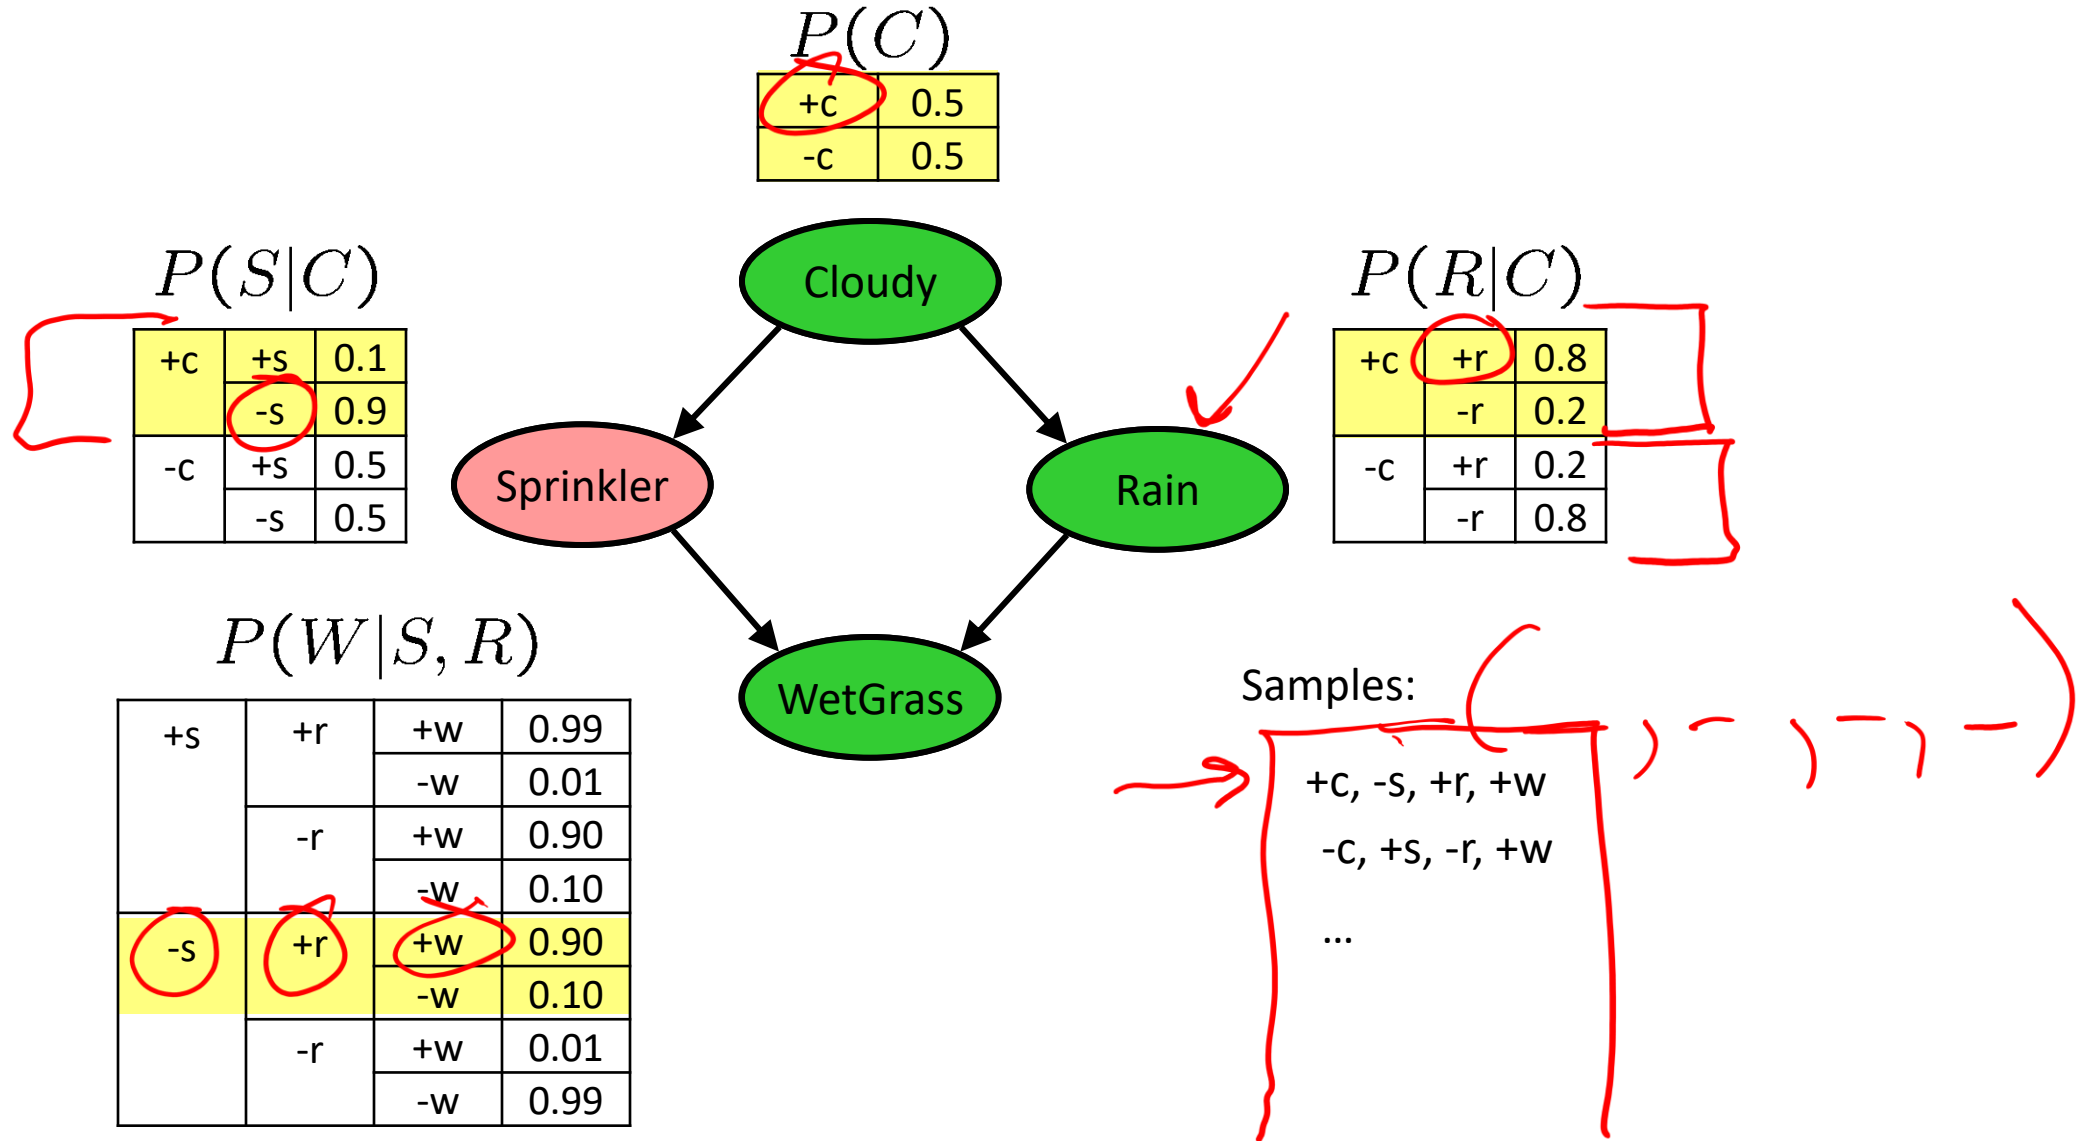 P(C)
+c 0.5
-c 0.5
Cloudy
P(S|C)
+c +s 0.1
-s 0.9
-c +s 0.5
-s 0.5
P(R|C)
+c +r 0.8
-r 0.2
-c +r 0.2
-r 0.8
Sprinkler
Rain
WetGrass
P(W|S, R)
+s +r +w 0.99
-w 0.01
-r +w 0.90
-w 0.10
-s +r +w 0.90
-w 0.10
-r +w 0.01
-w 0.99
Samples:
( , , , )
+c, -s, +r, +w
-c, +s, -r, +w
...